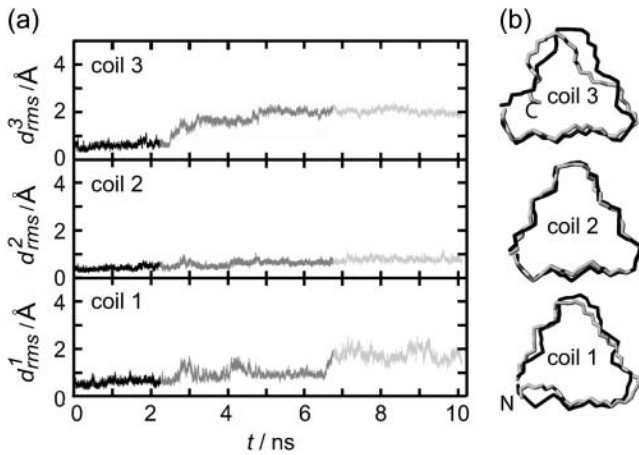 (a)
(b)
4
2
0
d³rms/Å
coil 3
coil 3
C
4
2
0
d²rms/Å
coil 2
coil 2
4
2
0
d¹rms/Å
coil 1
coil 1
N
0 2 4 6 8 10
t / ns